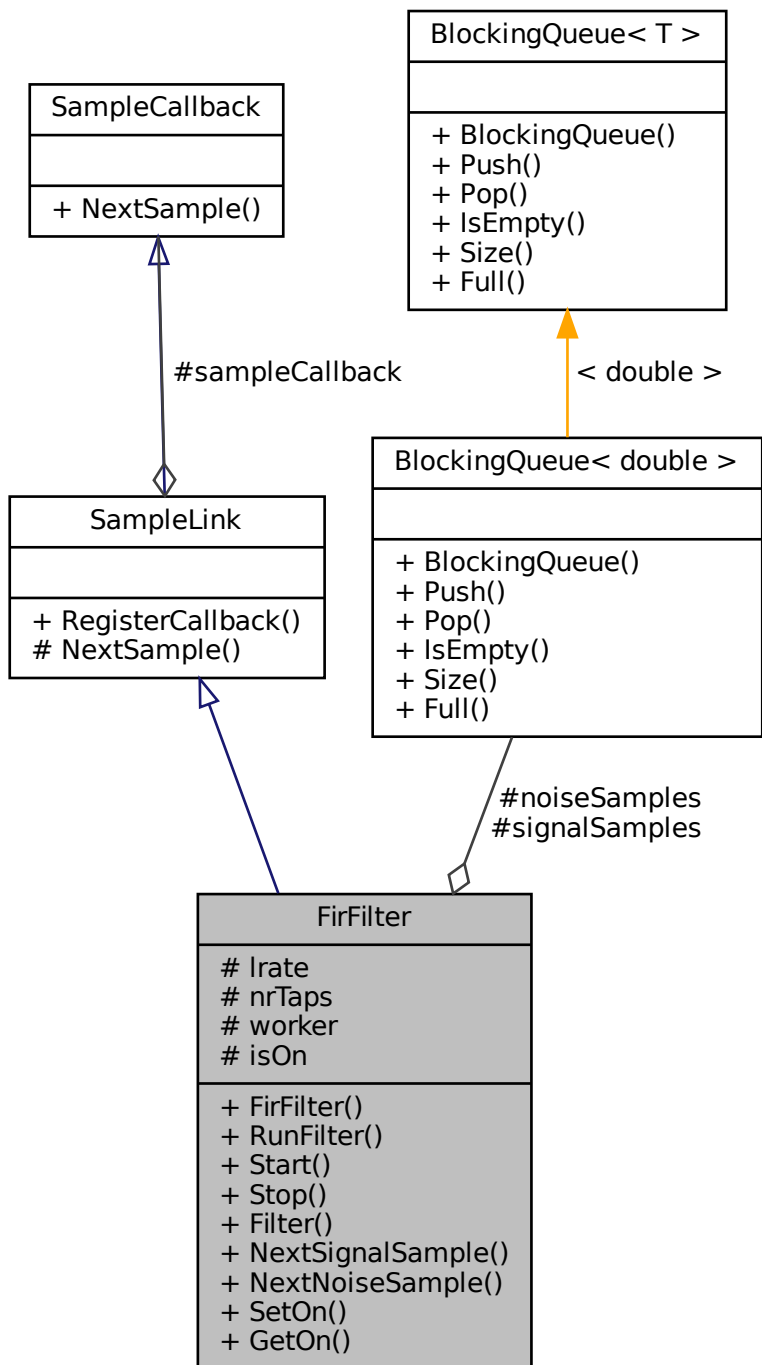 BlockingQueue< T >
+ BlockingQueue()
+ Push()
+ Pop()
+ IsEmpty()
+ Size()
+ Full()
SampleCallback
+ NextSample()
#sampleCallback
< double >
BlockingQueue< double >
+ BlockingQueue()
+ Push()
+ Pop()
+ IsEmpty()
+ Size()
+ Full()
SampleLink
+ RegisterCallback()
# NextSample()
#noiseSamples
#signalSamples
FirFilter
# lrate
# nrTaps
# worker
# isOn
+ FirFilter()
+ RunFilter()
+ Start()
+ Stop()
+ Filter()
+ NextSignalSample()
+ NextNoiseSample()
+ SetOn()
+ GetOn()